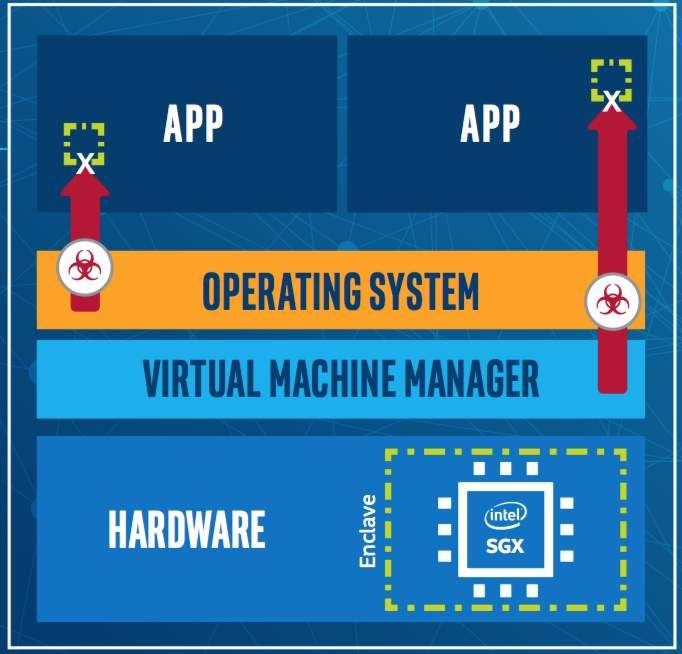 APP
APP
X
X
OPERATING SYSTEM
VIRTUAL MACHINE MANAGER
HARDWARE
Enclave
intel
SGX